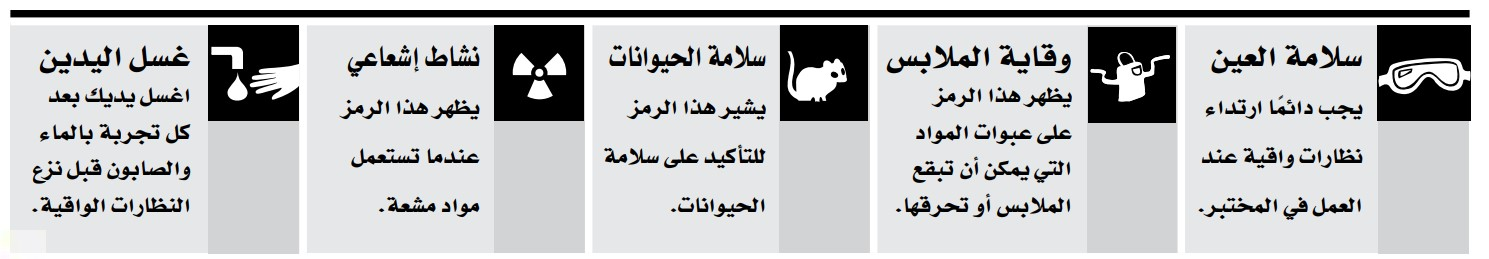 سلامة العين
يجب دائمًا ارتداء
نظارات واقية عند
العمل في المختبر.
وقاية الملابس
يظهر هذا الرمز
على عبوات المواد
التي يمكن أن تبقع
الملابس أو تحرقها.
سلامة الحيوانات
يشير هذا الرمز
للتأكيد على سلامة
الحيوانات.
نشاط إشعاعي
يظهر هذا الرمز
عندما تستعمل
مواد مشعة.
غسل اليدين
اغسل يديك بعد
كل تجربة بالماء
والصابون قبل نزع
النظارات الواقية.